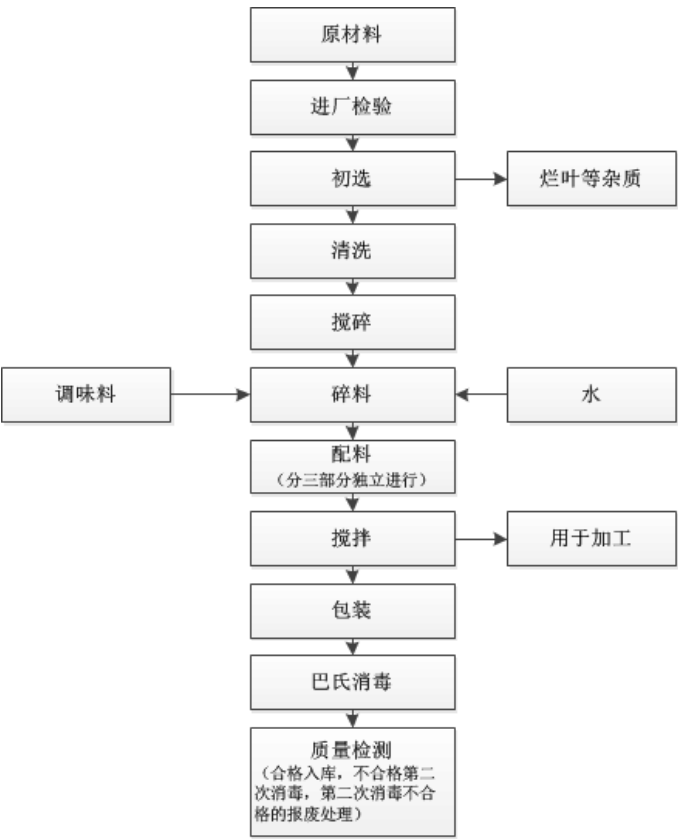 原材料
进厂检验
初选
烂叶等杂质
清洗
搅碎
调味料
碎料
水
配料
（分三部分独立进行）
搅拌
用于加工
包装
巴氏消毒
质量检测
（合格入库，不合格第二
次消毒，第二次消毒不合
格的报废处理）